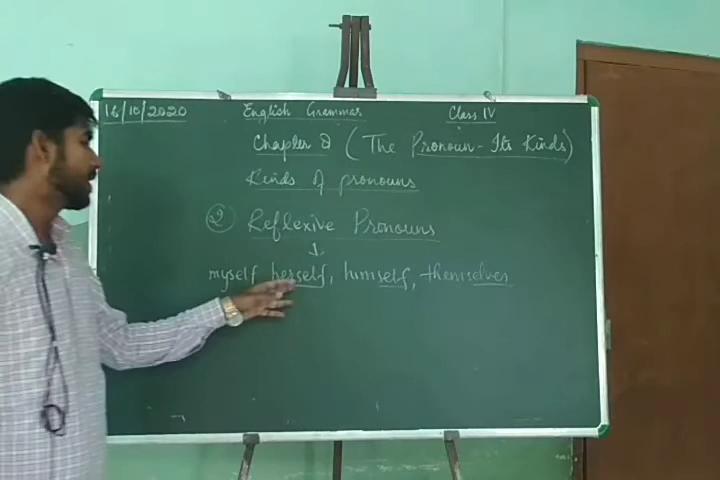 16/10/2020 English Grammar Class IV
Chapter 8 (The Pronoun - Its Kinds)
Kinds of pronouns
② Reflexive Pronouns
↓
myself herself, himself, themselves